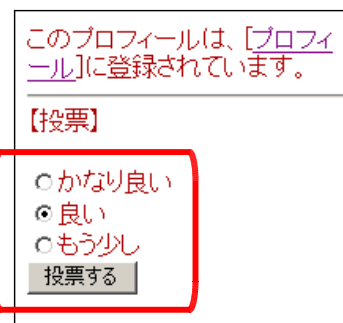 このプロフィールは、[プロフィ
ール]に登録されています。
【投票】
かなり良い
良い
もう少し
投票する